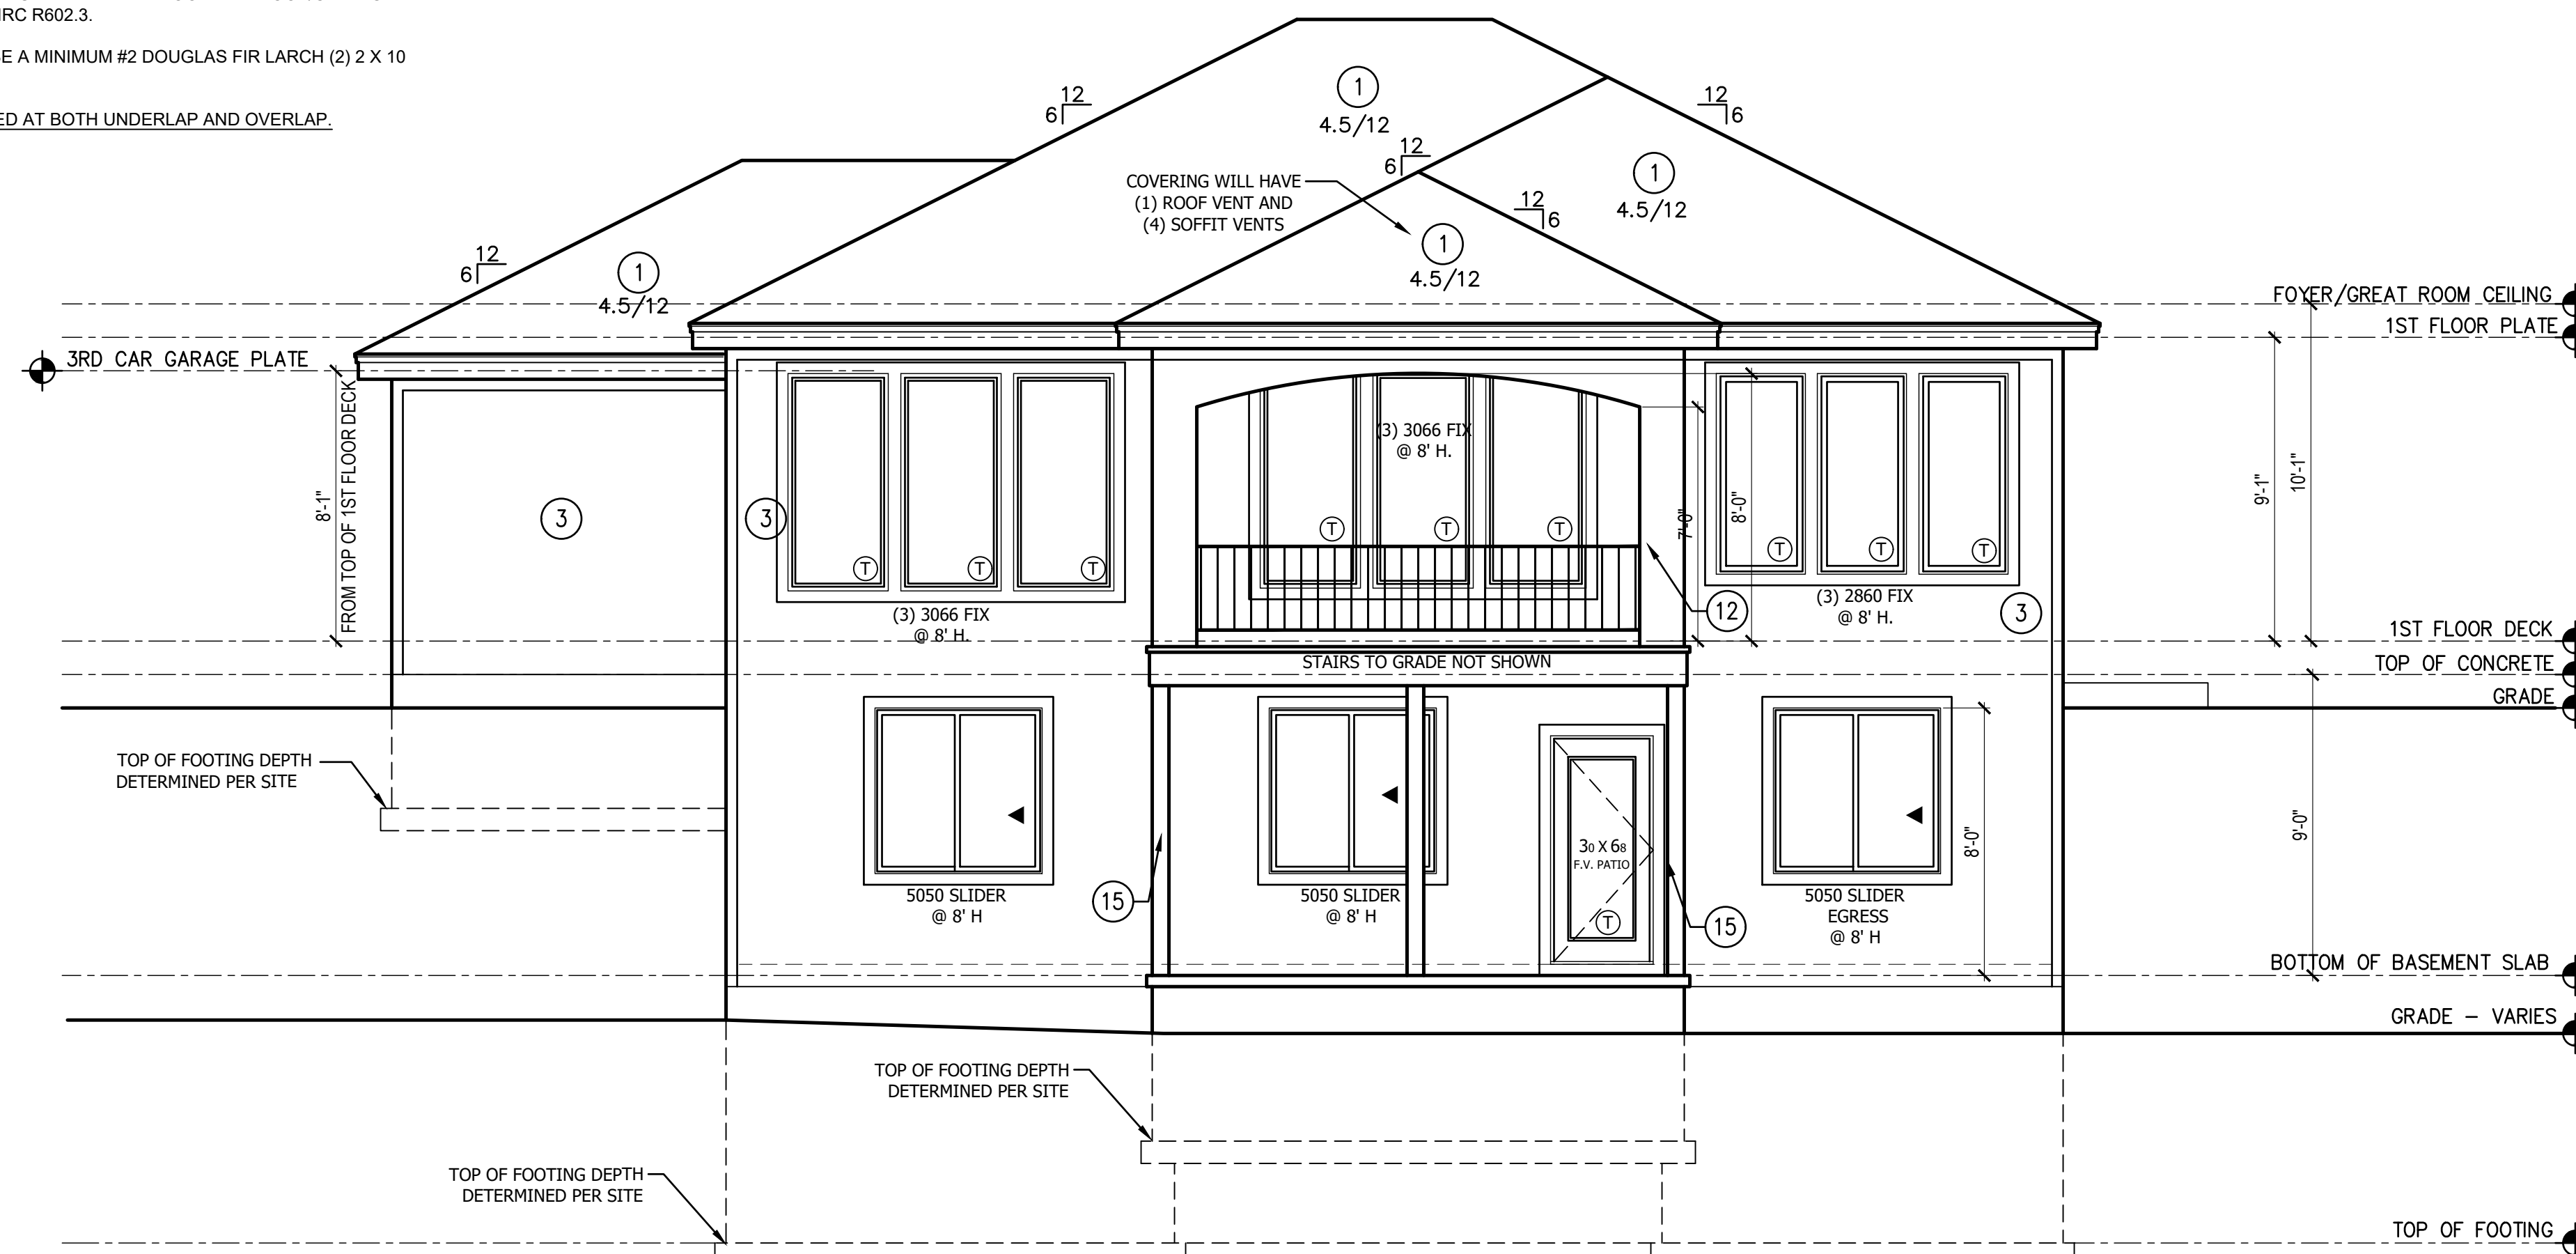 IRC R602.3.
E A MINIMUM #2 DOUGLAS FIR LARCH (2) 2 X 10
ED AT BOTH UNDERLAP AND OVERLAP.
12
6
1
4.5/12
12
6
12
6
COVERING WILL HAVE
(1) ROOF VENT AND
(4) SOFFIT VENTS
1
4.5/12
12
6
1
4.5/12
12
6
1
4.5/12
FOYER/GREAT ROOM CEILING
1ST FLOOR PLATE
3RD CAR GARAGE PLATE
8'-1"
FROM TOP OF 1ST FLOOR DECK
3
3
T
T
T
(3) 3066 FIX
@ 8' H.
(3) 3066 FIX
@ 8' H.
T
T
T
7'-0"
8'-0"
T
T
T
(3) 2860 FIX
@ 8' H.
12
3
9'-1"
10'-1"
1ST FLOOR DECK
STAIRS TO GRADE NOT SHOWN
TOP OF CONCRETE
GRADE
TOP OF FOOTING DEPTH
DETERMINED PER SITE
5050 SLIDER
@ 8' H
15
5050 SLIDER
@ 8' H
30 X 68
F.V. PATIO
T
15
5050 SLIDER
EGRESS
@ 8' H
8'-0"
9'-0"
BOTTOM OF BASEMENT SLAB
GRADE – VARIES
TOP OF FOOTING DEPTH
DETERMINED PER SITE
TOP OF FOOTING DEPTH
DETERMINED PER SITE
TOP OF FOOTING